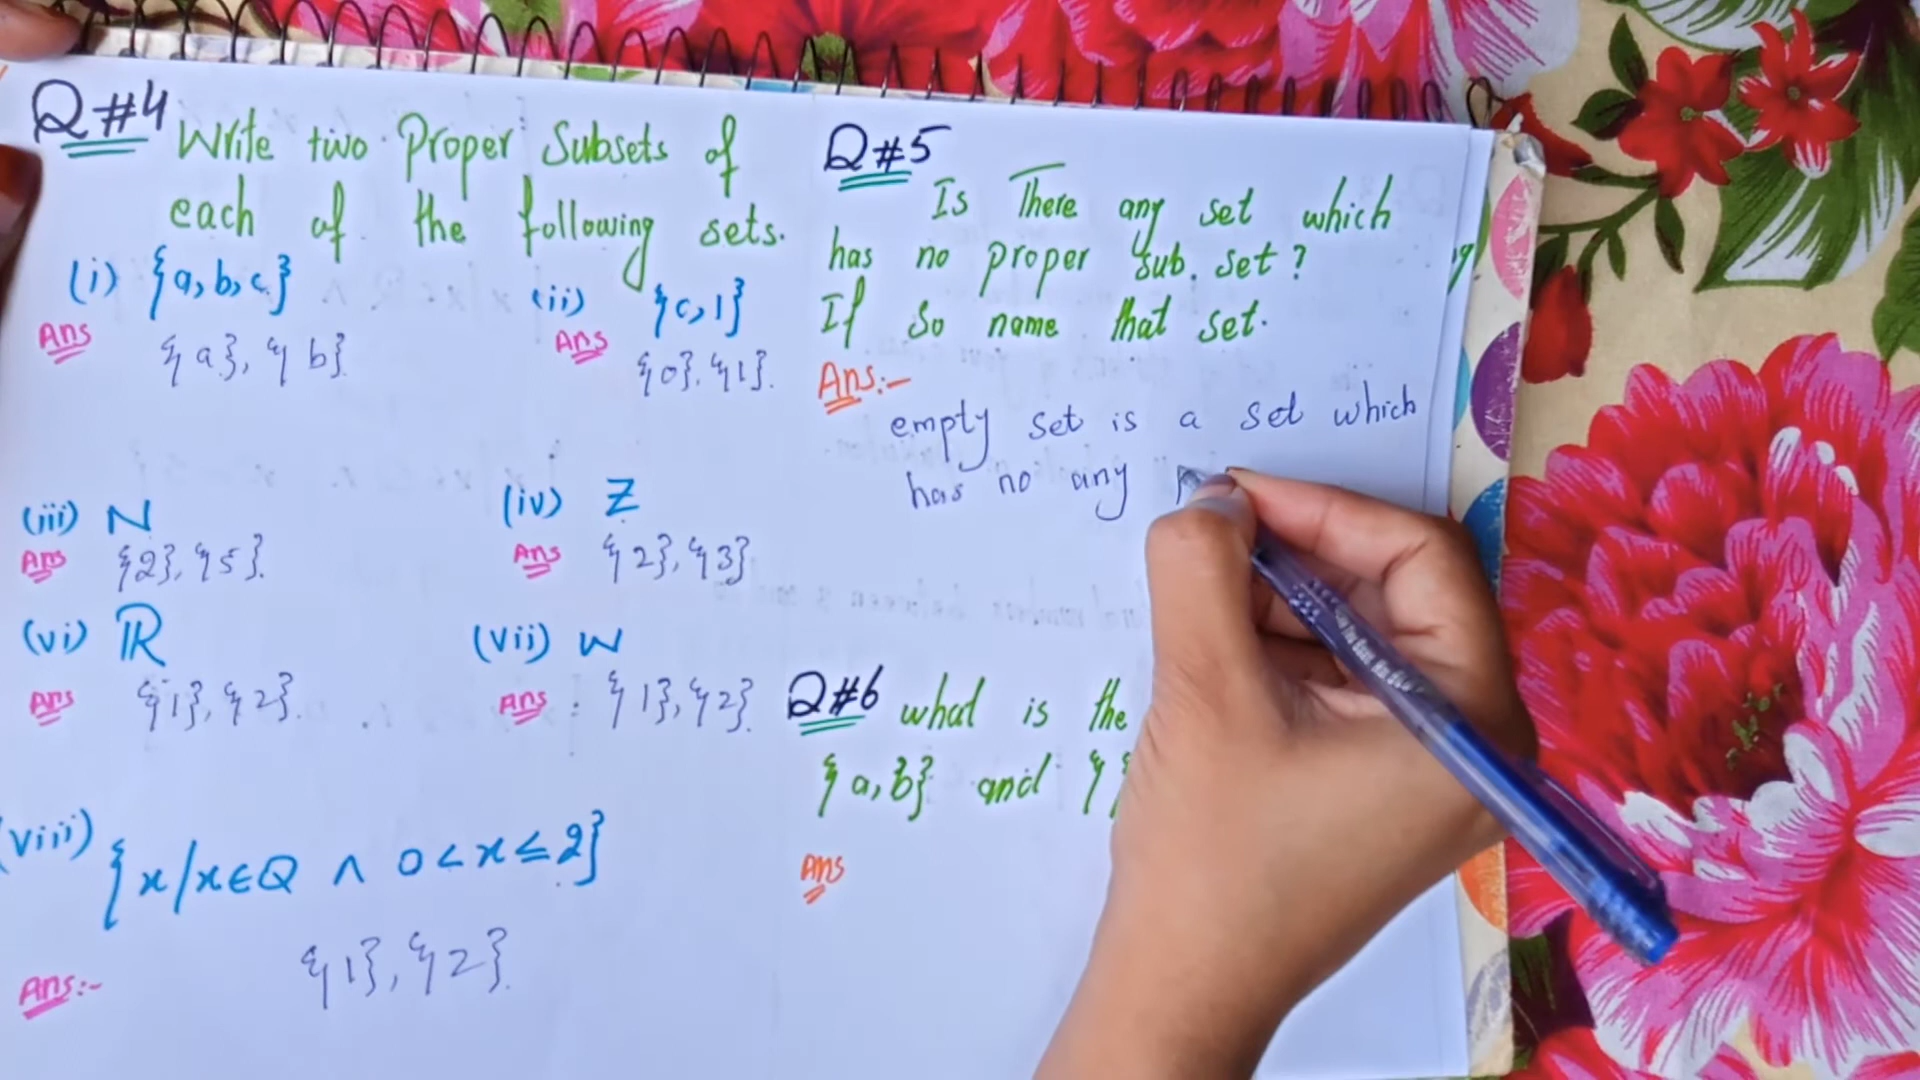 Q#4 Write two Proper Subsets of
each of the following sets.
(i) {a, b, c}
Ans {a}, {b}.
(ii) {c, 1}
Ans {0}, {1}.
(iii) N
Ans {2}, {5}.
(iv) Z
Ans {2}, {3}
(vi) R
Ans {1}, {2}.
(vii) W
Ans : {1}, {2}.
(viii) {x/x∈Q ∧ 0<x≤2}
Ans:- {1}, {2}.
Q#5
Is There any set which
has no proper sub. set?
If so name that set.
Ans:-
empty set is a set which
has no any
Q#6 what is the
{a, b} and {
Ans